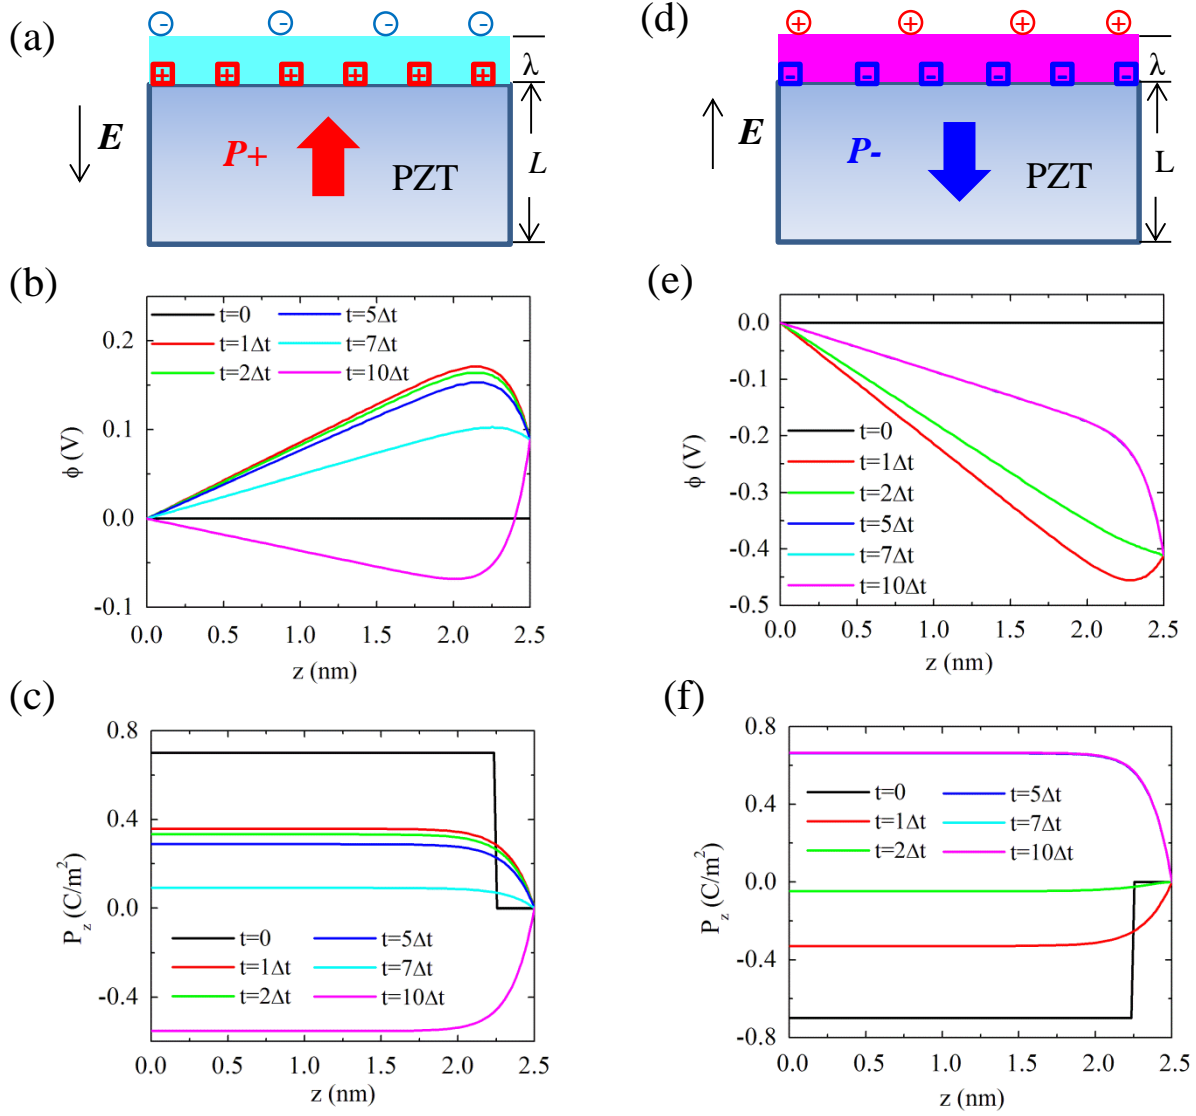 (a)
- - - -
λ
+ + + + + +
E
P+
PZT
L
(b)
ϕ (V)
0.2
0.1
0.0
-0.1
t=0
t=1Δt
t=2Δt
t=5Δt
t=7Δt
t=10Δt
0.0 0.5 1.0 1.5 2.0 2.5
z (nm)
(c)
P_z (C/m²)
0.8
0.4
0.0
-0.4
t=0
t=1Δt
t=2Δt
t=5Δt
t=7Δt
t=10Δt
0.0 0.5 1.0 1.5 2.0 2.5
z (nm)
(d)
+ + + +
λ
- - - - - -
E
P-
PZT
L
(e)
ϕ (V)
0.0
-0.1
-0.2
-0.3
-0.4
-0.5
t=0
t=1Δt
t=2Δt
t=5Δt
t=7Δt
t=10Δt
0.0 0.5 1.0 1.5 2.0 2.5
z (nm)
(f)
P_z (C/m²)
0.8
0.4
0.0
-0.4
-0.8
t=0
t=1Δt
t=2Δt
t=5Δt
t=7Δt
t=10Δt
0.0 0.5 1.0 1.5 2.0 2.5
z (nm)